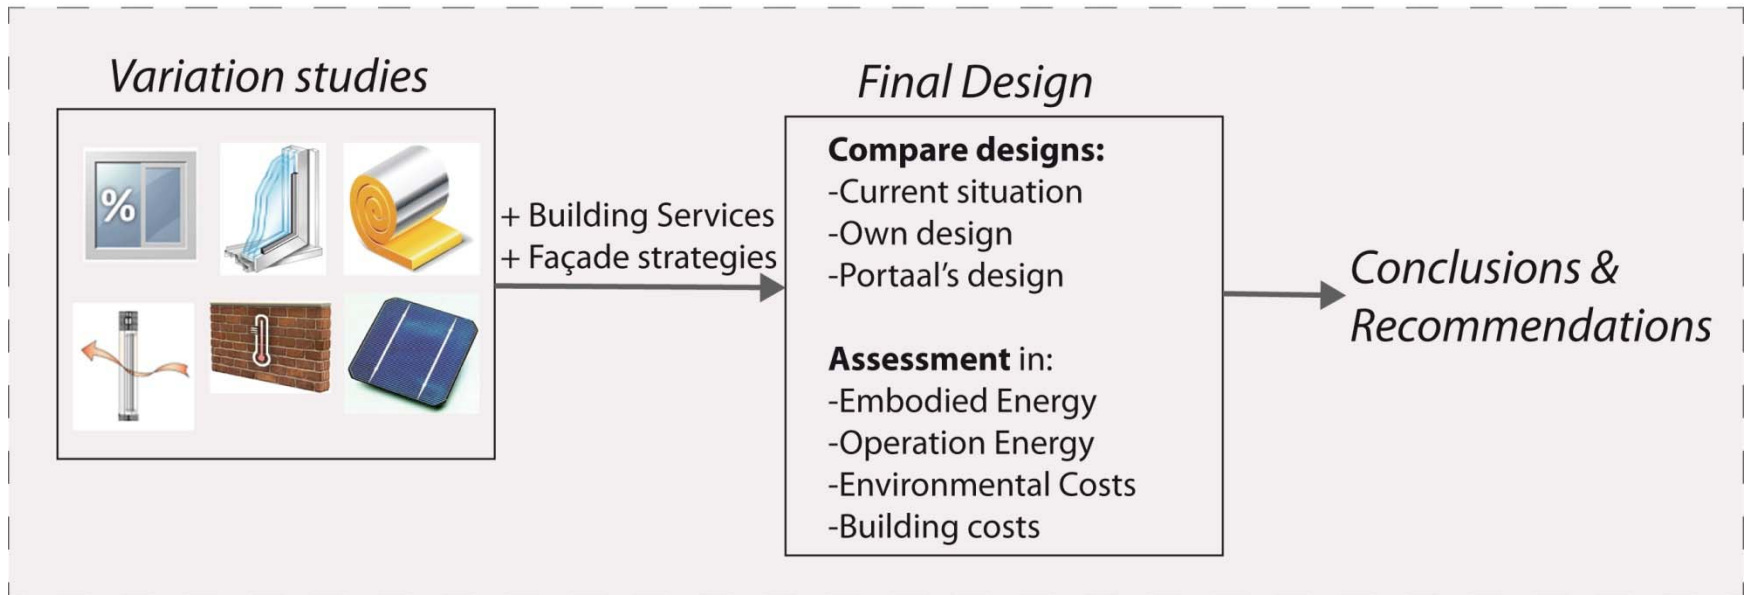 Variation studies
%
+ Building Services
+ Façade strategies
Final Design
Compare designs:
-Current situation
-Own design
-Portaal’s design
Assessment in:
-Embodied Energy
-Operation Energy
-Environmental Costs
-Building costs
Conclusions &
Recommendations